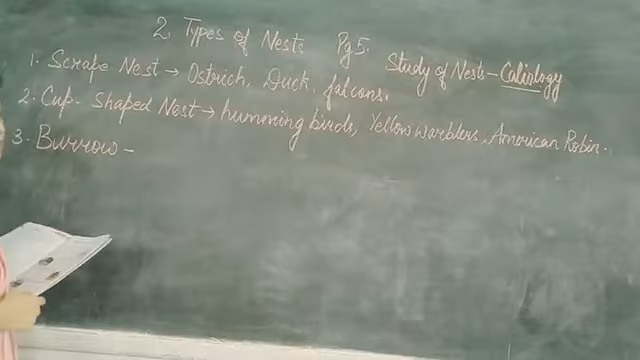 2. Types of Nests Pg 5.
Study of Nests - Caliology
1. Scrape Nest → Ostrich, Duck, falcons.
2. Cup- Shaped Nest → humming birds, Yellow warblers, American Robin.
3. Burrow -